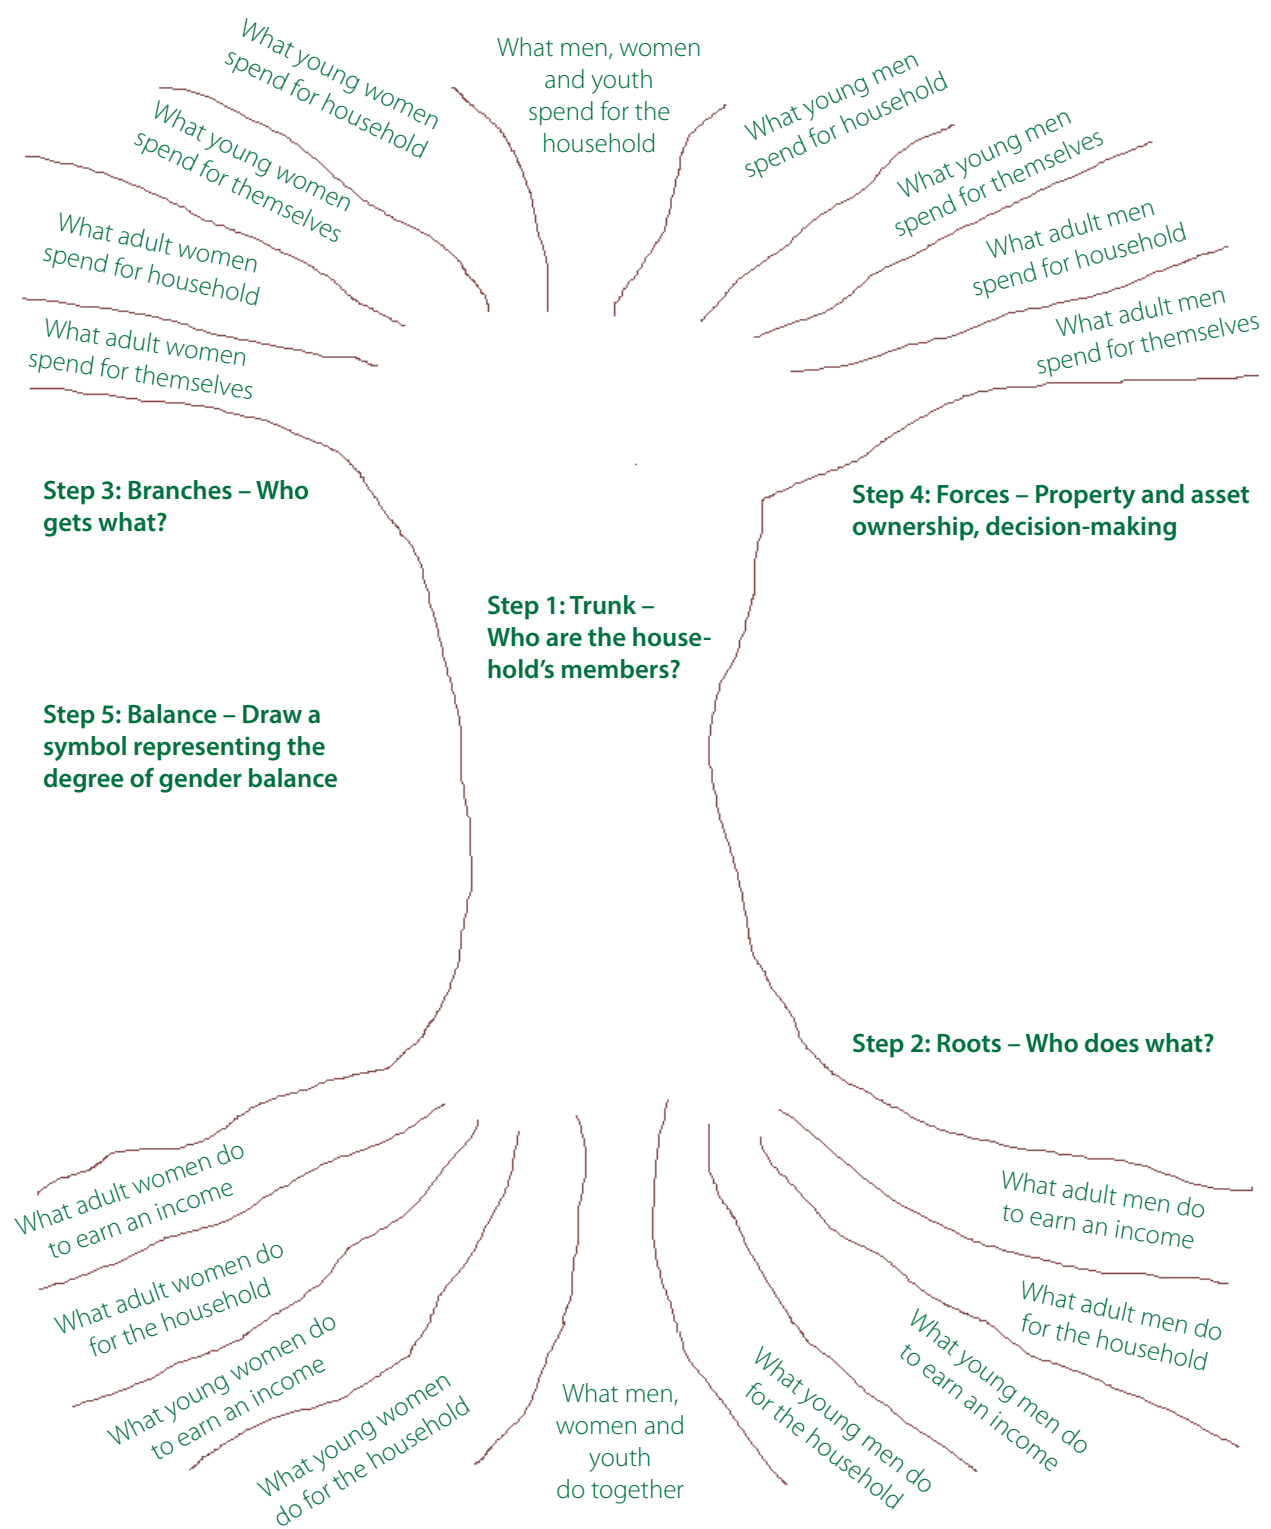 What young women
spend for household
What men, women
and youth
spend for the
household
What young men
spend for household
What young women
spend for themselves
What young men
spend for themselves
What adult women
spend for household
What adult men
spend for household
What adult women
spend for themselves
What adult men
spend for themselves
Step 3: Branches – Who
gets what?
Step 4: Forces – Property and asset
ownership, decision-making
Step 1: Trunk –
Who are the house-
hold’s members?
Step 5: Balance – Draw a
symbol representing the
degree of gender balance
Step 2: Roots – Who does what?
What adult women do
to earn an income
What adult men do
to earn an income
What adult women do
for the household
What adult men do
for the household
What young women do
to earn an income
What young men do
to earn an income
What young women
do for the household
What men,
women and
youth
do together
What young men do
for the household